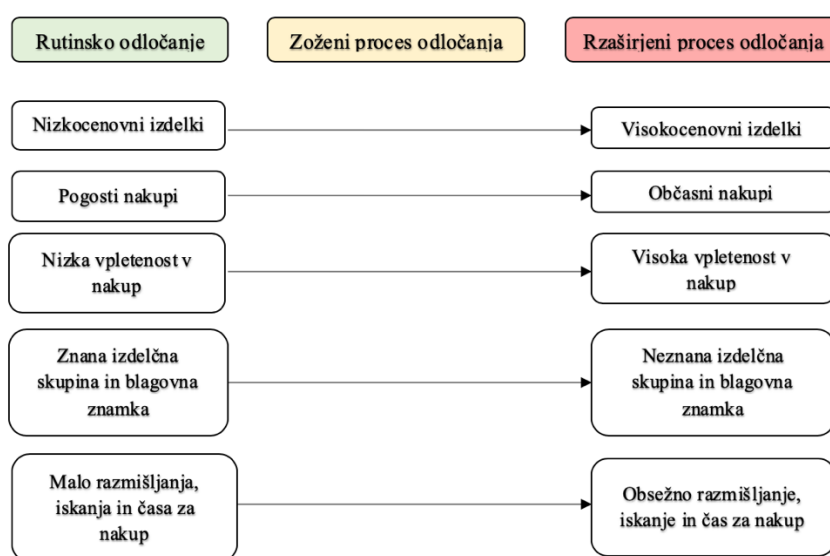 Rutinsko odločanje
Zoženi proces odločanja
Rzaširjeni proces odločanja
Nizkocenovni izdelki
Visokocenovni izdelki
Pogosti nakupi
Občasni nakupi
Nizka vpletenost v
nakup
Visoka vpletenost v
nakup
Znana izdelčna
skupina in blagovna
znamka
Neznana izdelčna
skupina in blagovna
znamka
Malo razmišljanja,
iskanja in časa za
nakup
Obsežno razmišljanje,
iskanje in čas za nakup